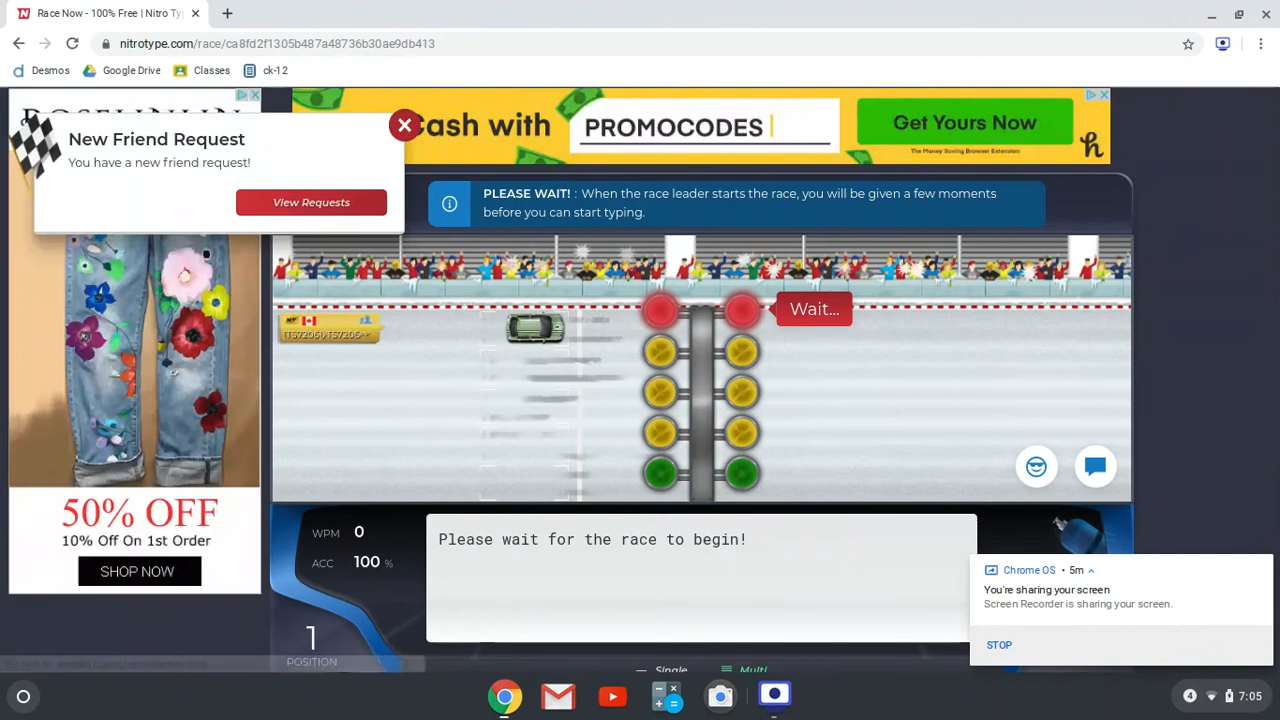 Race Now - 100% Free | Nitro Ty
nitrotype.com/race/ca8fd2f1305b487a48736b30ae9db413
Desmos
Google Drive
Classes
ck-12
New Friend Request
You have a new friend request!
View Requests
Cash with
PROMOCODES
Get Yours Now
The Money Saving Browser Extension
PLEASE WAIT! : When the race leader starts the race, you will be given a few moments
before you can start typing.
Wait...
50% OFF
10% Off On 1st Order
SHOP NOW
WPM 0
ACC 100 %
1
POSITION
Please wait for the race to begin!
Single
Multi
Chrome OS • 5m
You're sharing your screen
Screen Recorder is sharing your screen.
STOP
4
7:05